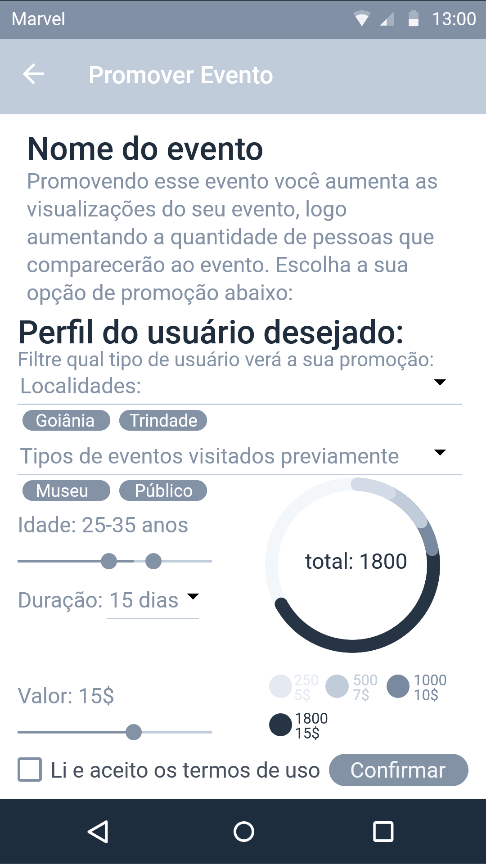 Marvel 13:00
Promover Evento
Nome do evento
Promovendo esse evento você aumenta as
visualizações do seu evento, logo
aumentando a quantidade de pessoas que
comparecerão ao evento. Escolha a sua
opção de promoção abaixo:
Perfil do usuário desejado:
Filtre qual tipo de usuário verá a sua promoção:
Localidades:
Goiânia Trindade
Tipos de eventos visitados previamente
Museu Público
Idade: 25-35 anos
total: 1800
Duração: 15 dias
Valor: 15$
250
5$
500
7$
1000
10$
1800
15$
Li e aceito os termos de uso Confirmar